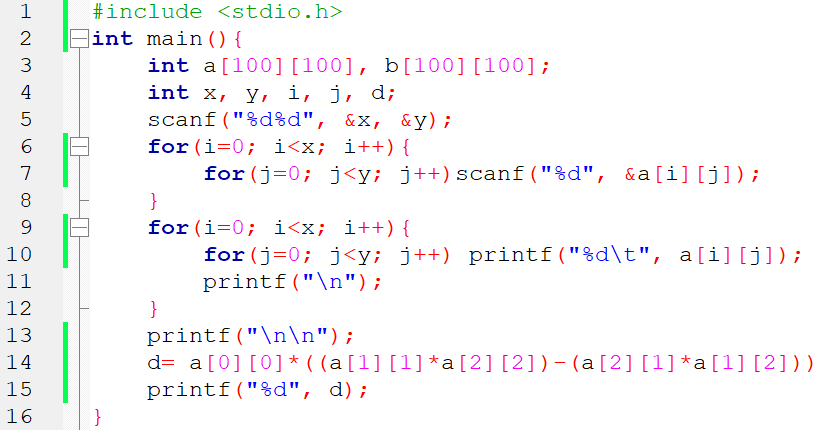 1 #include <stdio.h>
2 int main(){
3 int a[100][100], b[100][100];
4 int x, y, i, j, d;
5 scanf("%d%d", &x, &y);
6 for(i=0; i<x; i++){
7 for(j=0; j<y; j++)scanf("%d", &a[i][j]);
8 }
9 for(i=0; i<x; i++){
10 for(j=0; j<y; j++) printf("%d\t", a[i][j]);
11 printf("\n");
12 }
13 printf("\n\n");
14 d= a[0][0]*((a[1][1]*a[2][2])-(a[2][1]*a[1][2]))
15 printf("%d", d);
16 }